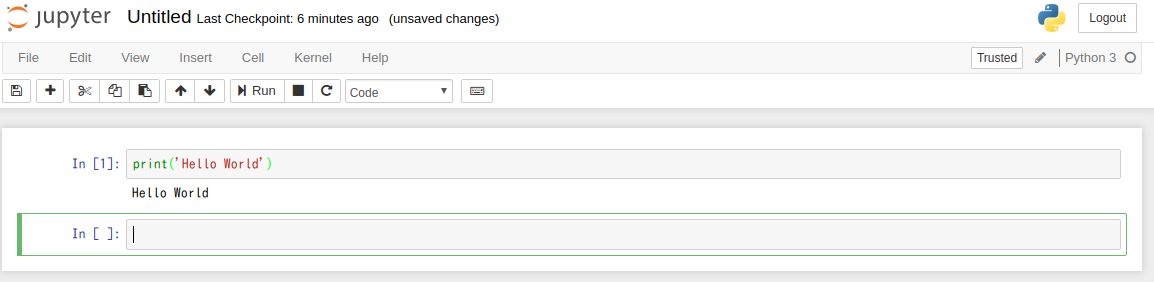 jupyter Untitled Last Checkpoint: 6 minutes ago (unsaved changes) Logout
File Edit View Insert Cell Kernel Help Trusted Python 3
Run Code
In [1]: print('Hello World')
Hello World
In [ ]: